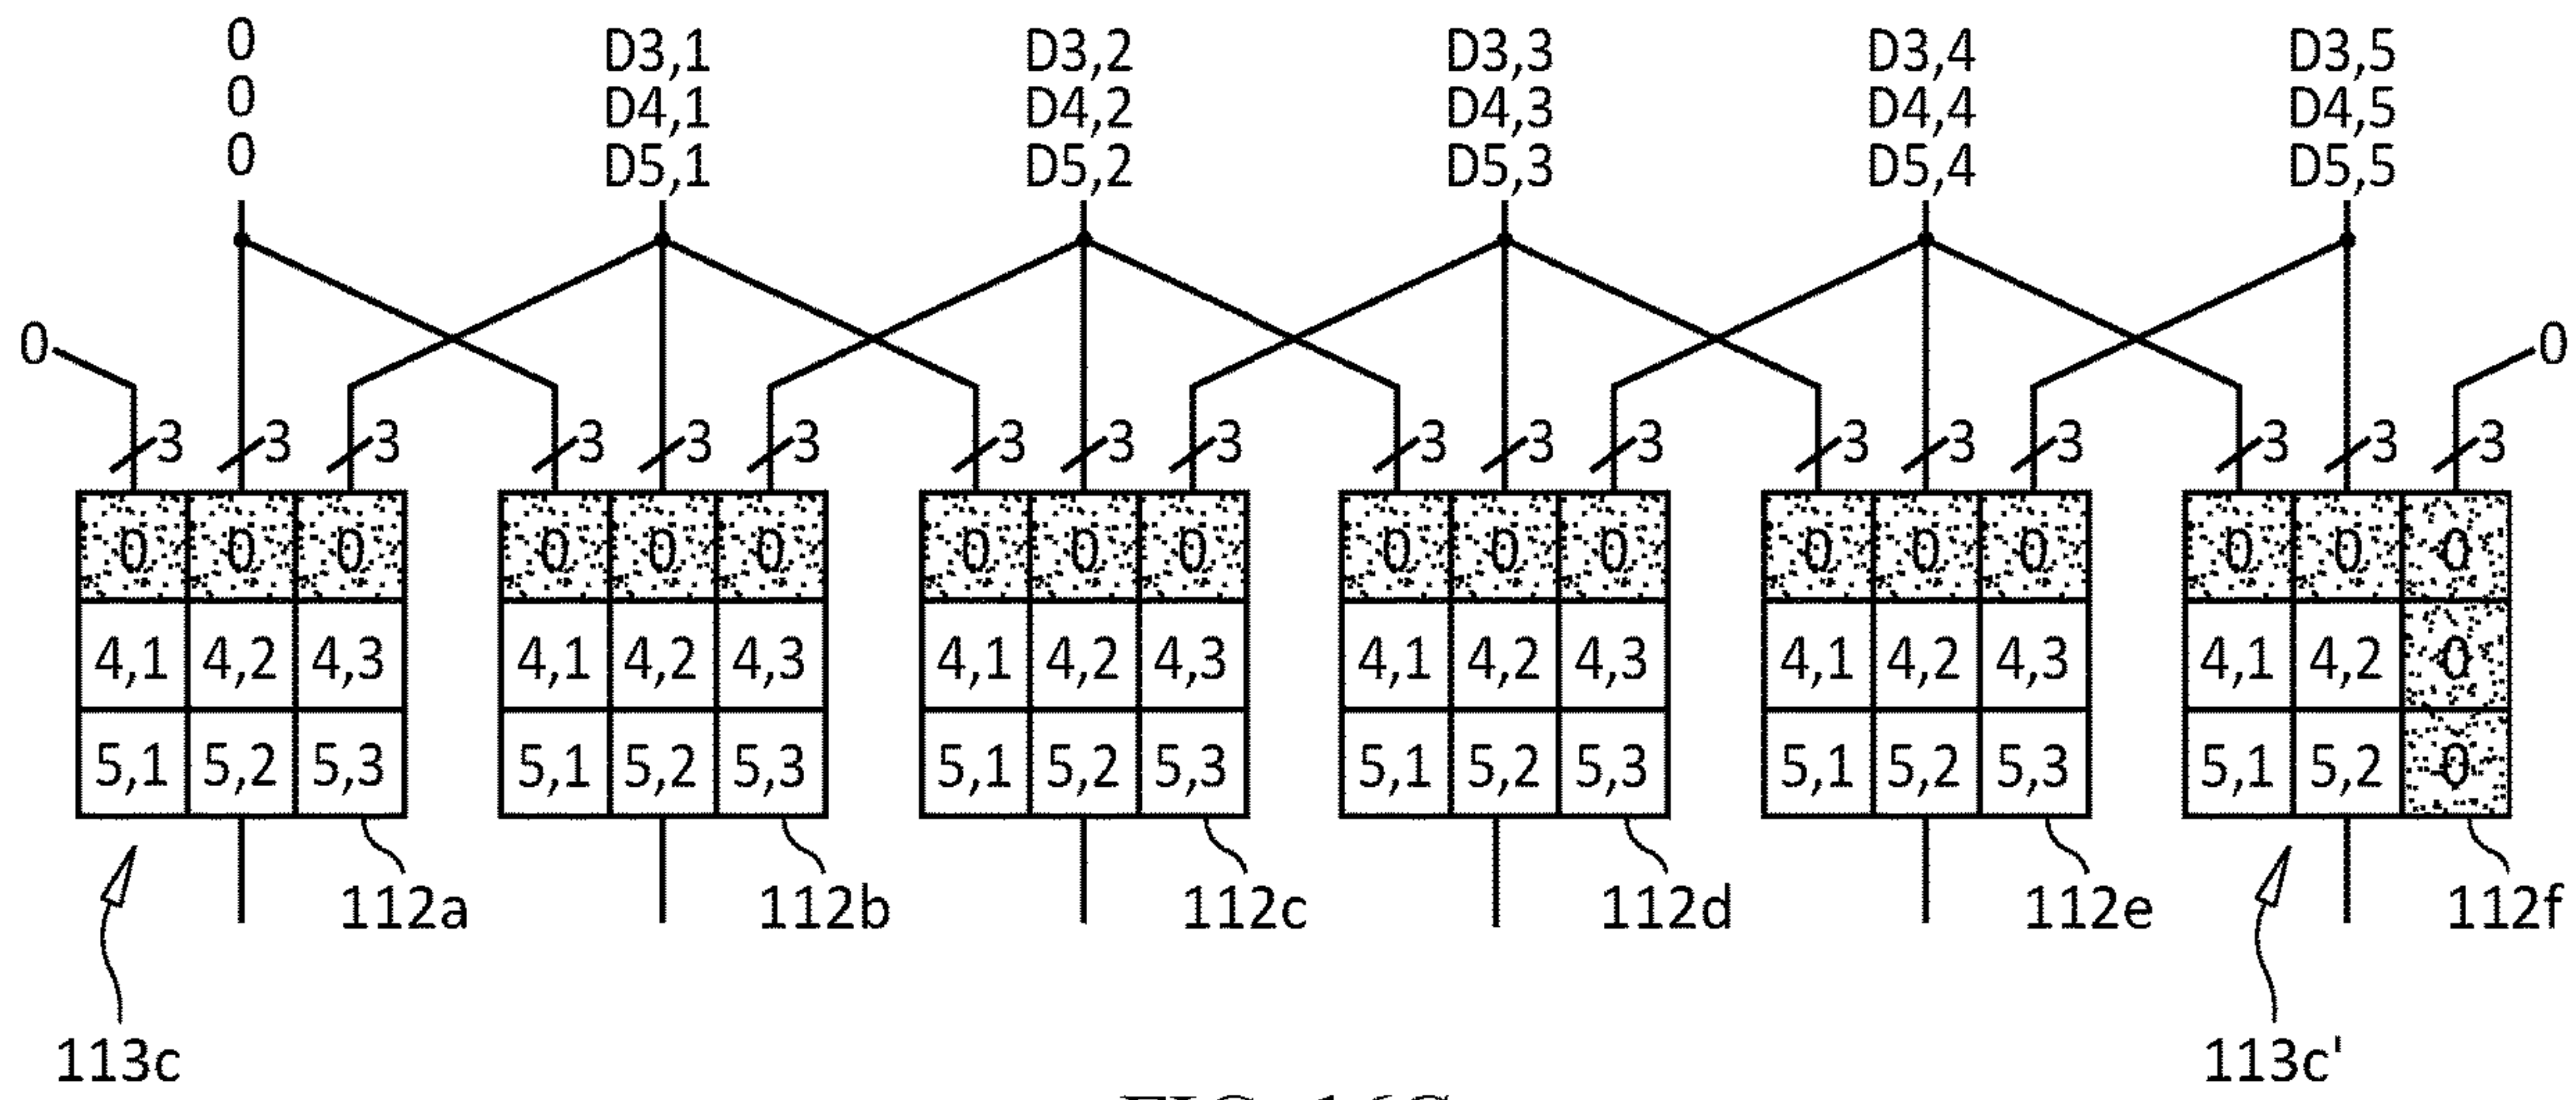 0 D3,1 D3,2 D3,3 D3,4 D3,5
0 D4,1 D4,2 D4,3 D4,4 D4,5
0 D5,1 D5,2 D5,3 D5,4 D5,5
0 0
3 3 3 3 3 3 3 3 3 3 3 3 3 3 3 3 3 3
0 0 0 0 0 0 0 0 0 0 0 0 0 0 0 0 0 0
4,1 4,2 4,3 4,1 4,2 4,3 4,1 4,2 4,3 4,1 4,2 4,3 4,1 4,2 4,3 4,1 4,2 0
5,1 5,2 5,3 5,1 5,2 5,3 5,1 5,2 5,3 5,1 5,2 5,3 5,1 5,2 5,3 5,1 5,2 0
112a 112b 112c 112d 112e 112f
113c 113c'